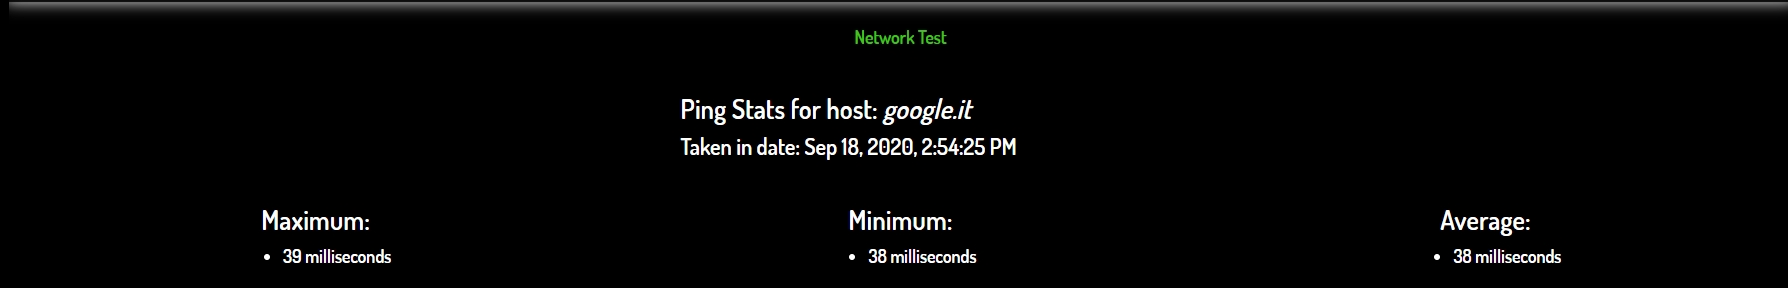 Network Test
Ping Stats for host: google.it
Taken in date: Sep 18, 2020, 2:54:25 PM
Maximum:
• 39 milliseconds
Minimum:
• 38 milliseconds
Average:
• 38 milliseconds